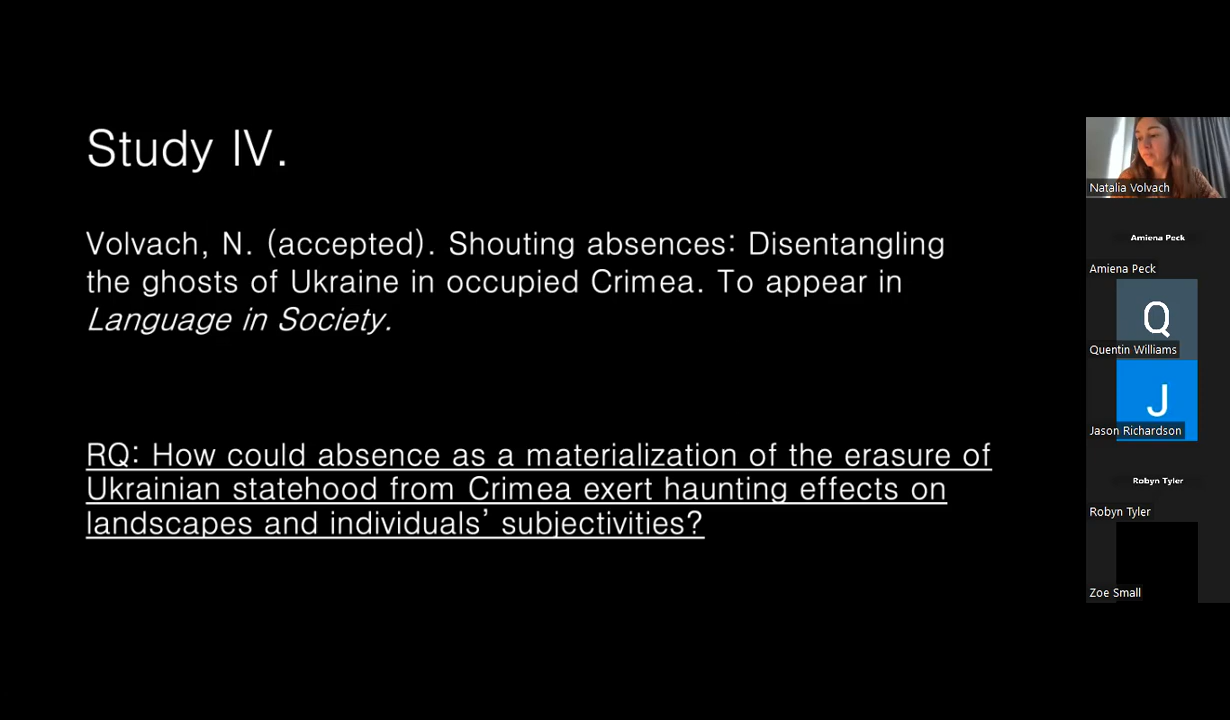 Study IV.
Volvach, N. (accepted). Shouting absences: Disentangling
the ghosts of Ukraine in occupied Crimea. To appear in
Language in Society.
RQ: How could absence as a materialization of the erasure of
Ukrainian statehood from Crimea exert haunting effects on
landscapes and individuals’ subjectivities?
Natalia Volvach
Amiena Peck
Amiena Peck
Q
Quentin Williams
J
Jason Richardson
Robyn Tyler
Robyn Tyler
Zoe Small